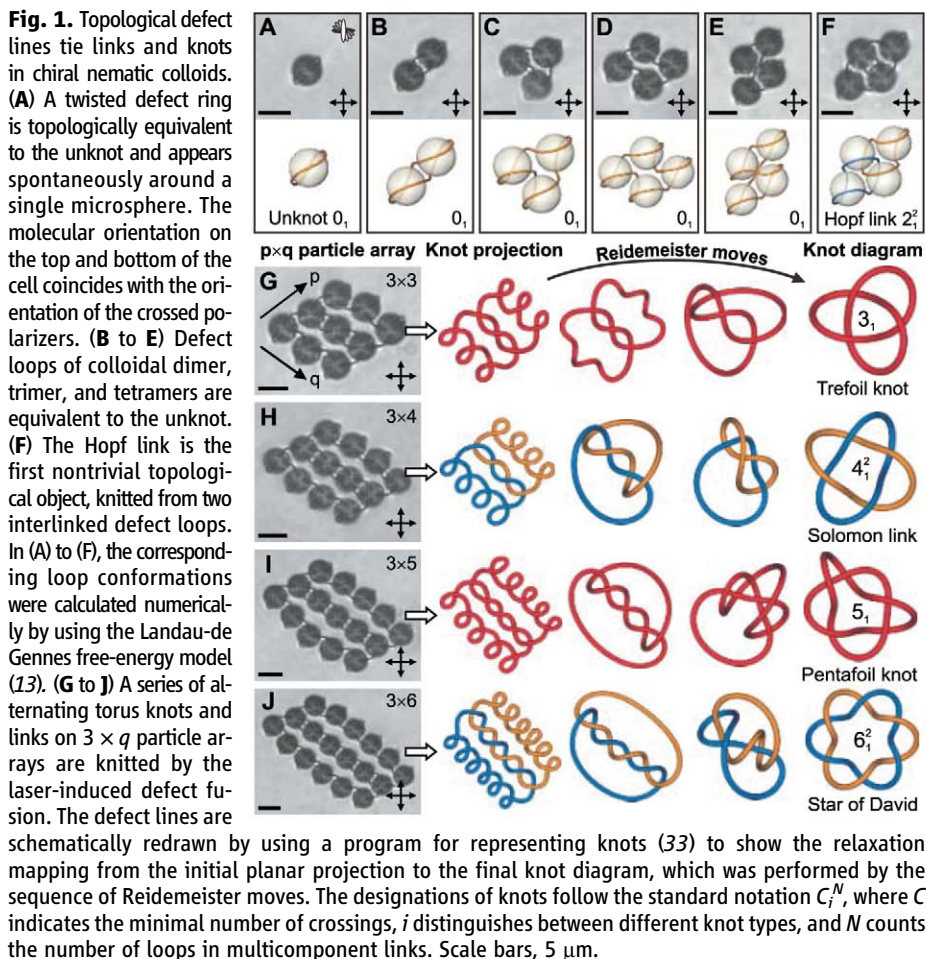 Fig. 1. Topological defect
lines tie links and knots
in chiral nematic colloids.
(A) A twisted defect ring
is topologically equivalent
to the unknot and appears
spontaneously around a
single microsphere. The
molecular orientation on
the top and bottom of the
cell coincides with the ori-
entation of the crossed po-
larizers. (B to E) Defect
loops of colloidal dimer,
trimer, and tetramers are
equivalent to the unknot.
(F) The Hopf link is the
first nontrivial topologi-
cal object, knitted from two
interlinked defect loops.
In (A) to (F), the correspond-
ing loop conformations
were calculated numerical-
ly by using the Landau-de
Gennes free-energy model
(13). (G to J) A series of al-
ternating torus knots and
links on 3 × q particle ar-
rays are knitted by the
laser-induced defect fu-
sion. The defect lines are
schematically redrawn by using a program for representing knots (33) to show the relaxation
mapping from the initial planar projection to the final knot diagram, which was performed by the
sequence of Reidemeister moves. The designations of knots follow the standard notation C_i^N, where C
indicates the minimal number of crossings, i distinguishes between different knot types, and N counts
the number of loops in multicomponent links. Scale bars, 5 μm.
A B C D E F
Unknot 0₁ 0₁ 0₁ 0₁ 0₁ Hopf link 2²₁
p×q particle array Knot projection Reidemeister moves Knot diagram
G p 3×3
q
3₁
Trefoil knot
H 3×4
4²₁
Solomon link
I 3×5
5₁
Pentafoil knot
J 3×6
6²₁
Star of David